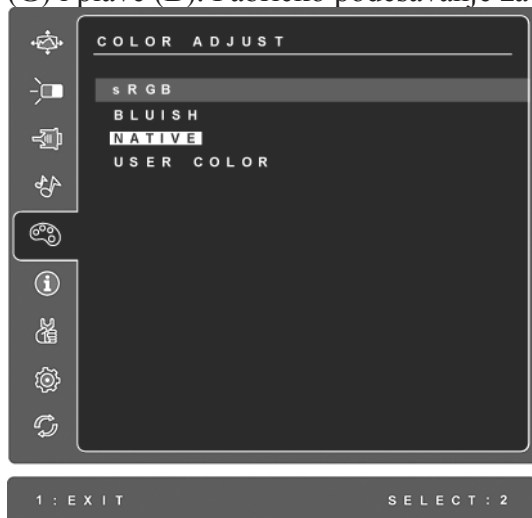 COLOR ADJUST
sRGB
BLUISH
NATIVE
USER COLOR
1:EXIT SELECT:2